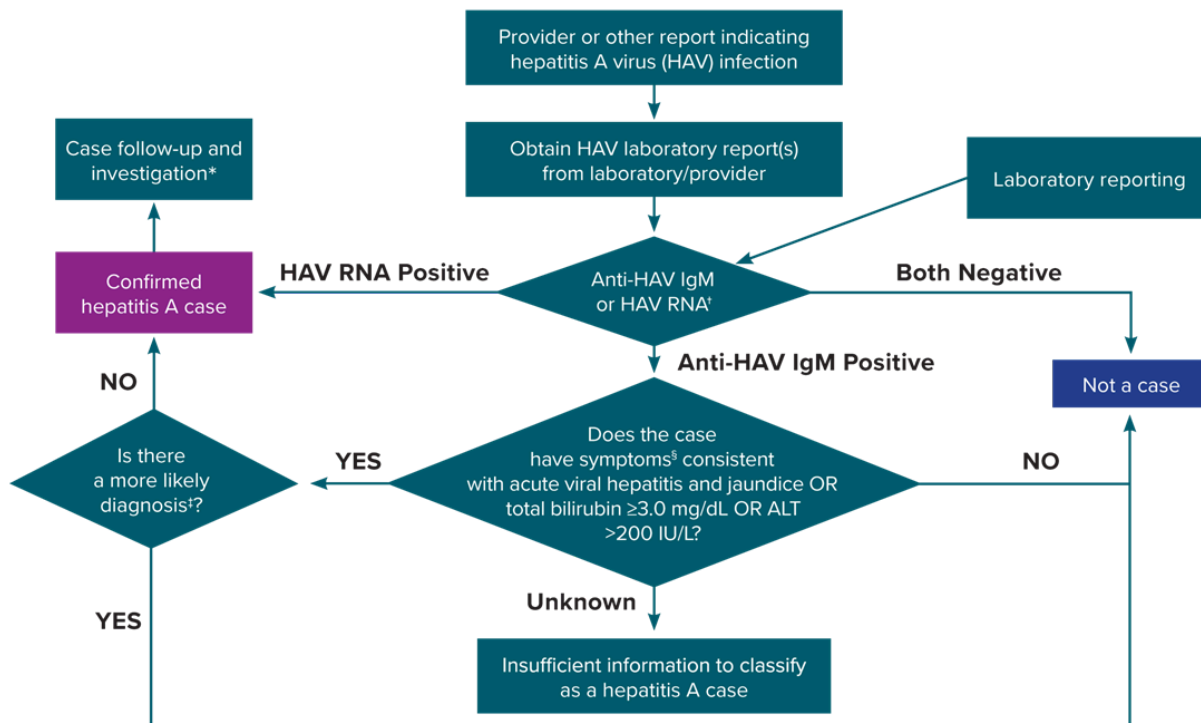 Provider or other report indicating
hepatitis A virus (HAV) infection
Case follow-up and
investigation*
Obtain HAV laboratory report(s)
from laboratory/provider
Laboratory reporting
HAV RNA Positive
Anti-HAV IgM
or HAV RNA†
Both Negative
Confirmed
hepatitis A case
Anti-HAV IgM Positive
Not a case
NO
Is there
a more likely
diagnosis‡?
YES
Does the case
have symptoms§ consistent
with acute viral hepatitis and jaundice OR
total bilirubin ≥3.0 mg/dL OR ALT
>200 IU/L?
NO
YES
Unknown
Insufficient information to classify
as a hepatitis A case